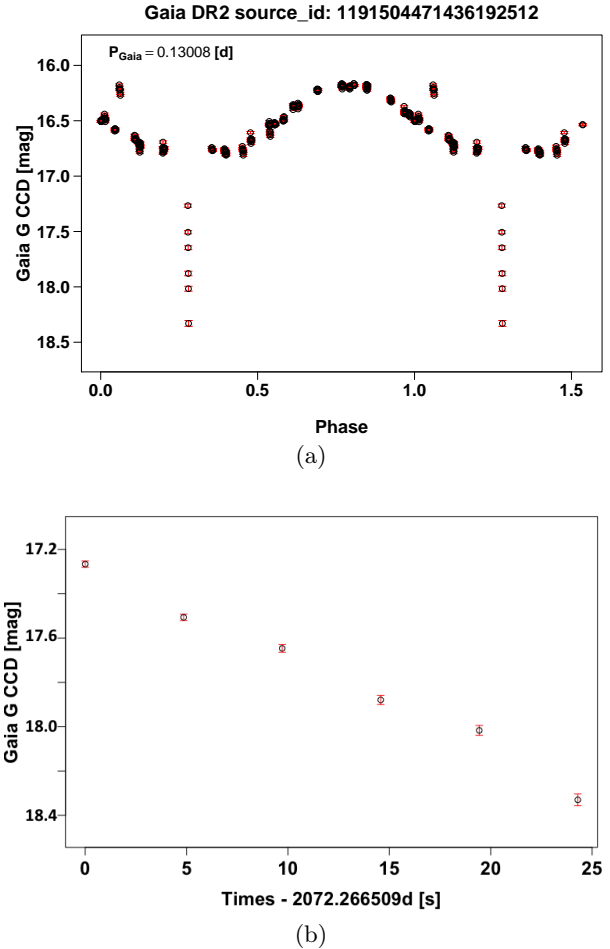 Gaia DR2 source_id: 1191504471436192512
P Gaia = 0.13008 [d]
Gaia G CCD [mag]
16.0
16.5
17.0
17.5
18.0
18.5
0.0 0.5 1.0 1.5
Phase
(a)
Gaia G CCD [mag]
17.2
17.6
18.0
18.4
0 5 10 15 20 25
Times - 2072.266509d [s]
(b)